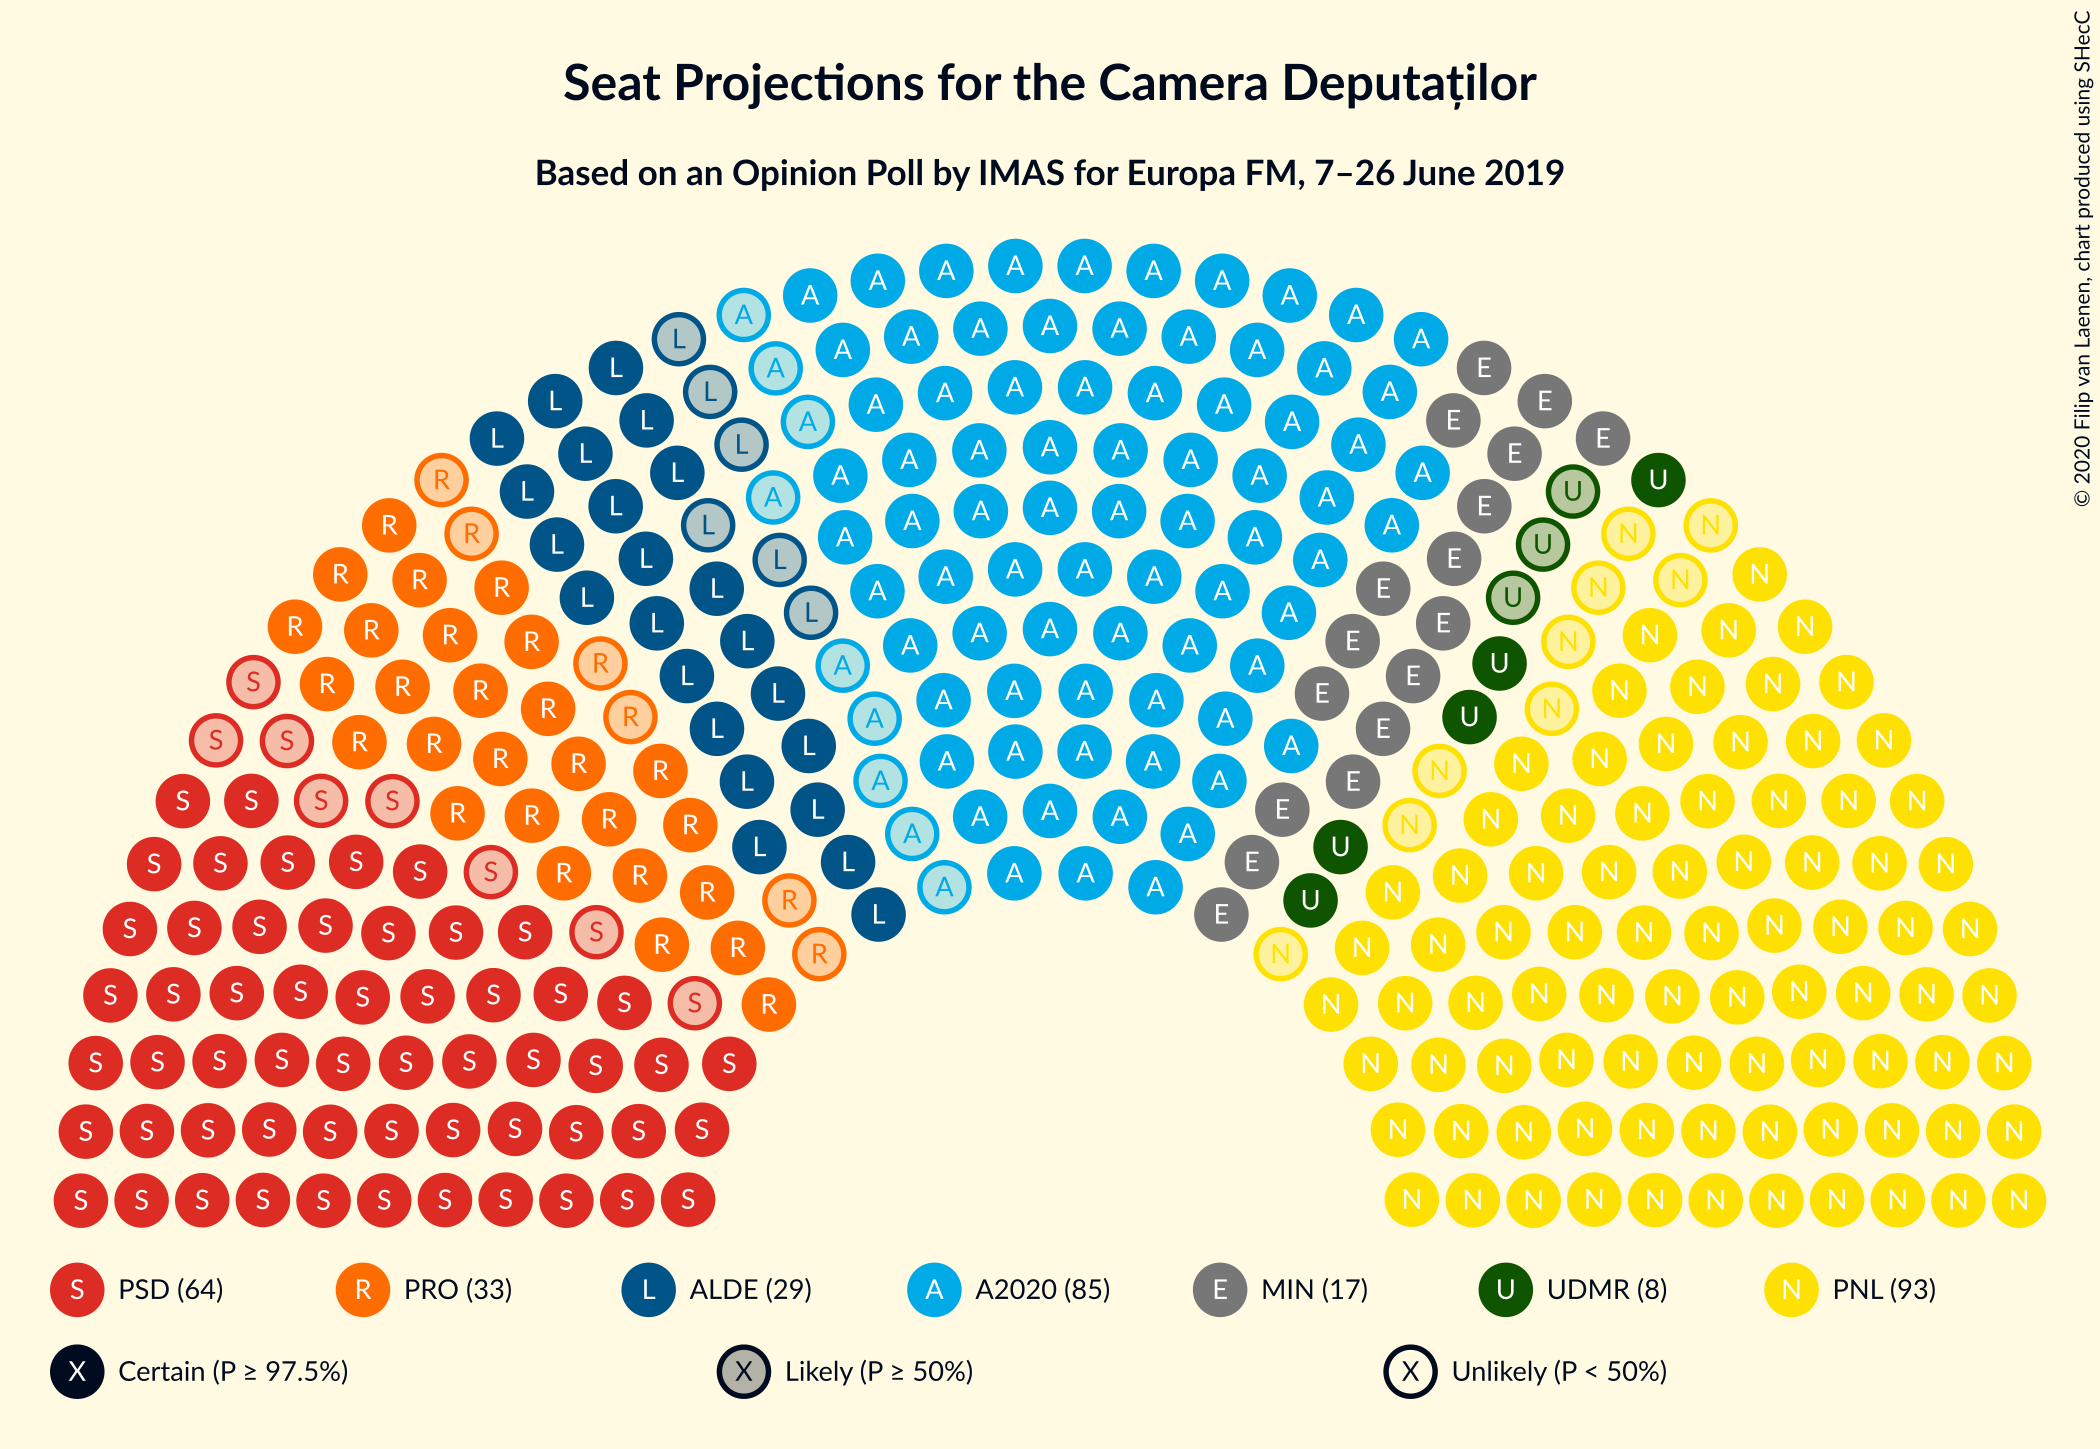 Seat Projections for the Camera Deputaților
Based on an Opinion Poll by IMAS for Europa FM, 7–26 June 2019
© 2020 Filip van Laenen, chart produced using SHecC
S PSD (64) R PRO (33) L ALDE (29) A A2020 (85) E MIN (17) U UDMR (8) N PNL (93)
X Certain (P ≥ 97.5%) X Likely (P ≥ 50%) X Unlikely (P < 50%)